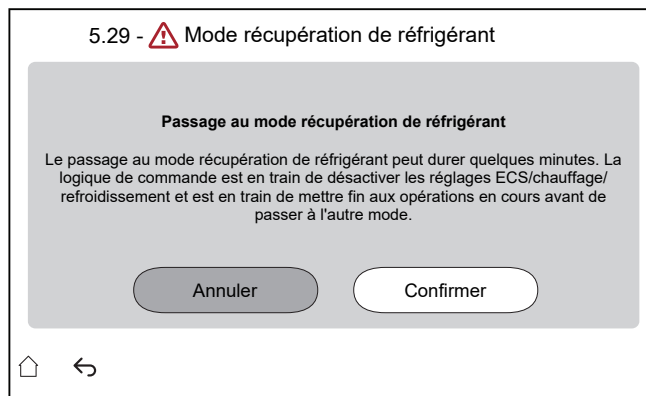 5.29 - Mode récupération de réfrigérant
Passage au mode récupération de réfrigérant
Le passage au mode récupération de réfrigérant peut durer quelques minutes. La
logique de commande est en train de désactiver les réglages ECS/chauffage/
refroidissement et est en train de mettre fin aux opérations en cours avant de
passer à l'autre mode.
Annuler
Confirmer